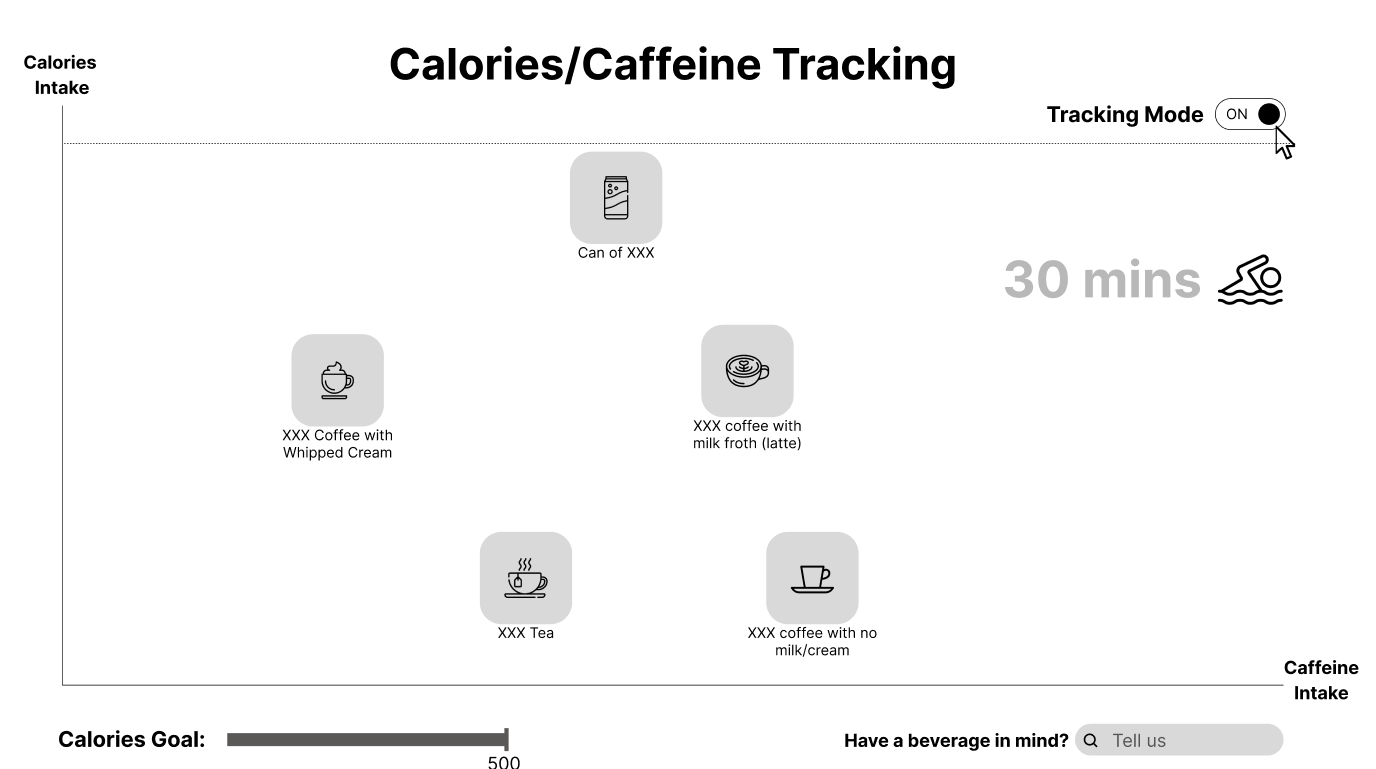 Calories/Caffeine Tracking
Calories
Intake
Tracking Mode
ON
Can of XXX
30 mins
XXX Coffee with
Whipped Cream
XXX coffee with
milk froth (latte)
XXX Tea
XXX coffee with no
milk/cream
Caffeine
Intake
Calories Goal:
500
Have a beverage in mind?
Tell us